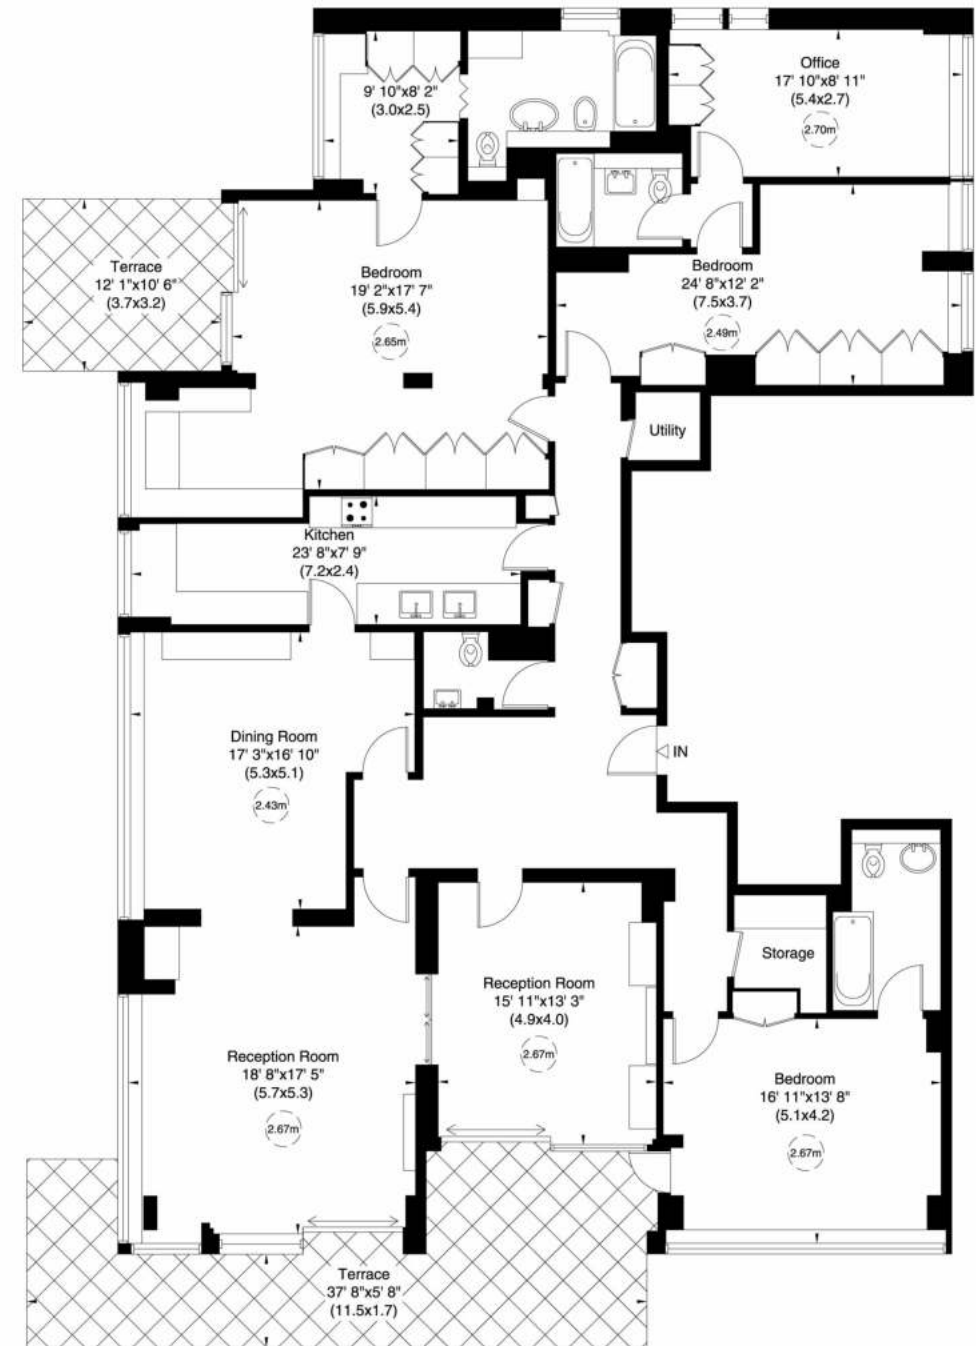 9' 10"x8' 2"
(3.0x2.5)
Office
17' 10"x8' 11"
(5.4x2.7)
2.70m
Terrace
12' 1"x10' 6"
(3.7x3.2)
Bedroom
19' 2"x17' 7"
(5.9x5.4)
2.65m
Bedroom
24' 8"x12' 2"
(7.5x3.7)
2.49m
Utility
Kitchen
23' 8"x7' 9"
(7.2x2.4)
Dining Room
17' 3"x16' 10"
(5.3x5.1)
2.43m
IN
Storage
Reception Room
15' 11"x13' 3"
(4.9x4.0)
2.67m
Reception Room
18' 8"x17' 5"
(5.7x5.3)
2.67m
Bedroom
16' 11"x13' 8"
(5.1x4.2)
2.67m
Terrace
37' 8"x5' 8"
(11.5x1.7)